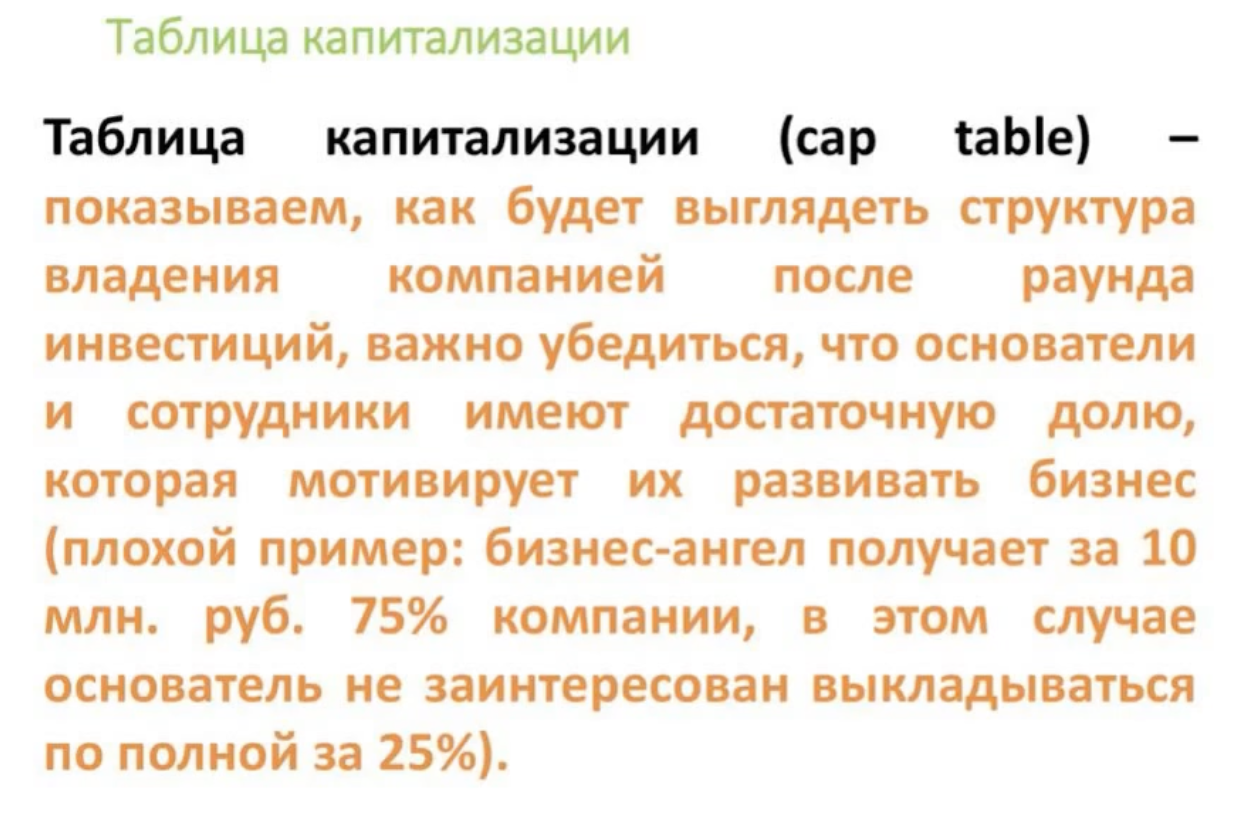 Таблица капитализации
Таблица капитализации (cap table) –
показываем, как будет выглядеть структура
владения компанией после раунда
инвестиций, важно убедиться, что основатели
и сотрудники имеют достаточную долю,
которая мотивирует их развивать бизнес
(плохой пример: бизнес-ангел получает за 10
млн. руб. 75% компании, в этом случае
основатель не заинтересован выкладываться
по полной за 25%).